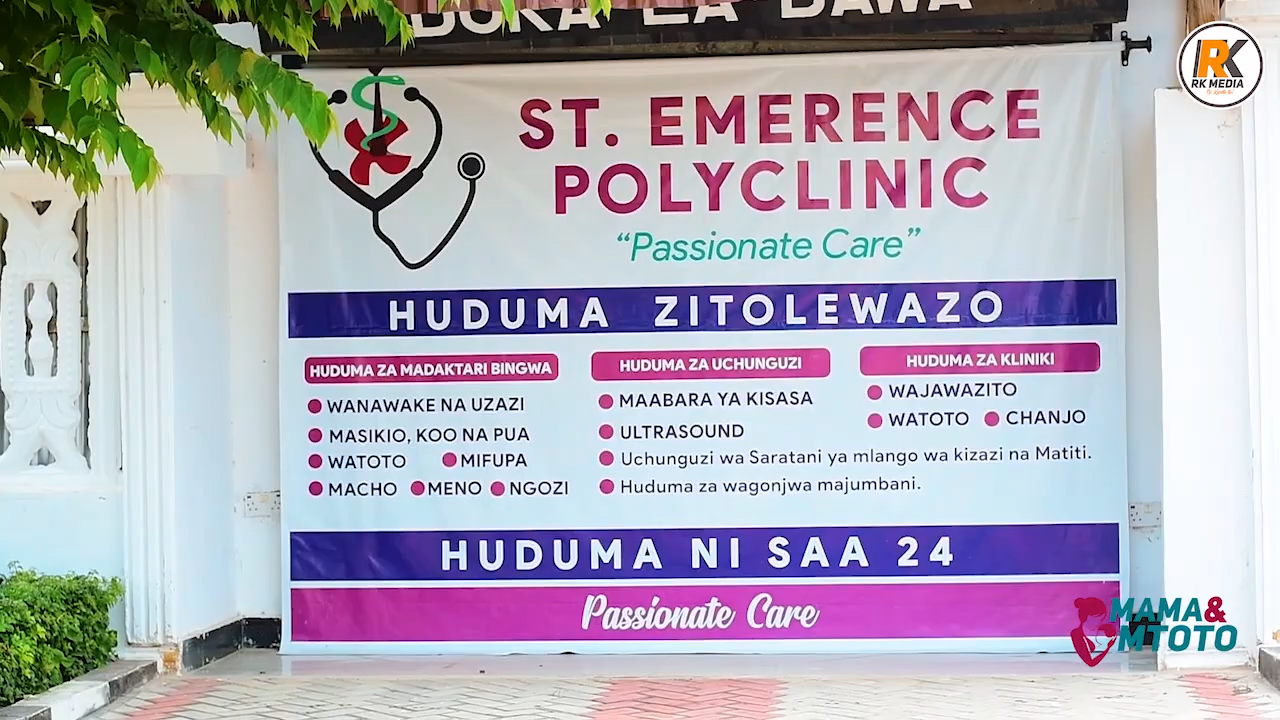 DUKA LA DAWA
RK
RK MEDIA
ST. EMERENCE
POLYCLINIC
“Passionate Care”
HUDUMA ZITOLEWAZO
HUDUMA ZA MADAKTARI BINGWA
WANAWAKE NA UZAZI
MASIKIO, KOO NA PUA
WATOTO MIFUPA
MACHO MENO NGOZI
HUDUMA ZA UCHUNGUZI
MAABARA YA KISASA
ULTRASOUND
Uchunguzi wa Saratani ya mlango wa kizazi na Matiti.
Huduma za wagonjwa majumbani.
HUDUMA ZA KLINIKI
WAJAWAZITO
WATOTO CHANJO
HUDUMA NI SAA 24
Passionate Care
MAMA&
MTOTO